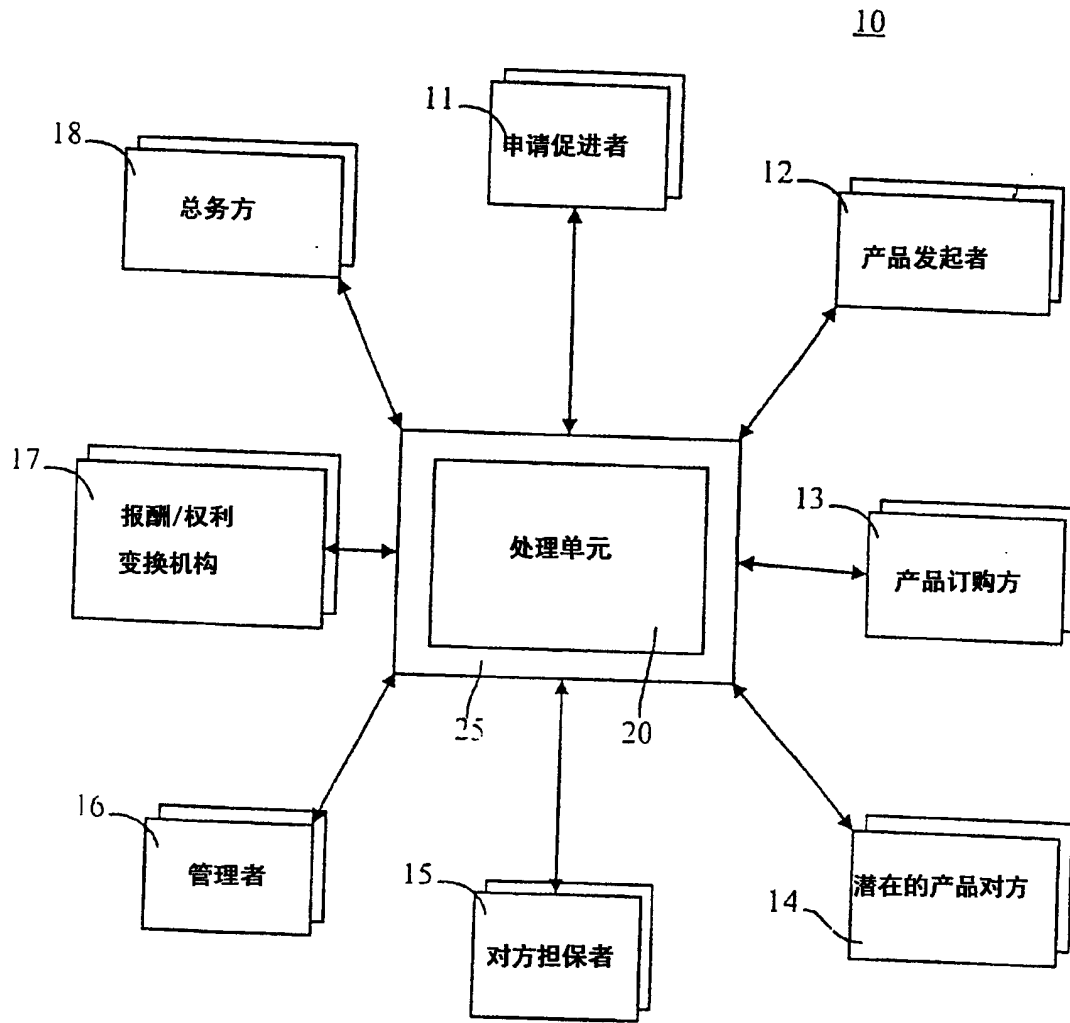 10
11
申请促进者
18
总务方
12
产品发起者
17
报酬/权利
变换机构
处理单元
13
产品订购方
25
20
16
管理者
15
对方担保者
潜在的产品对方
14